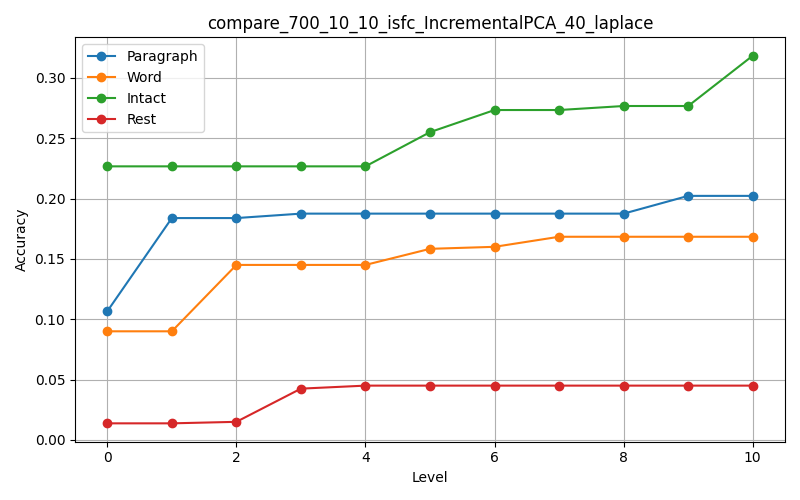 compare_700_10_10_isfc_IncrementalPCA_40_laplace
Paragraph
Word
Intact
Rest
Accuracy
0.30
0.25
0.20
0.15
0.10
0.05
0.00
0 2 4 6 8 10
Level